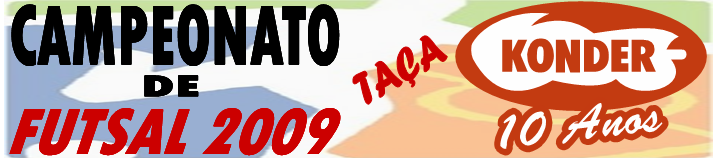 CAMPEONATO
DE
FUTSAL 2009
TAÇA
KONDER
10 Anos